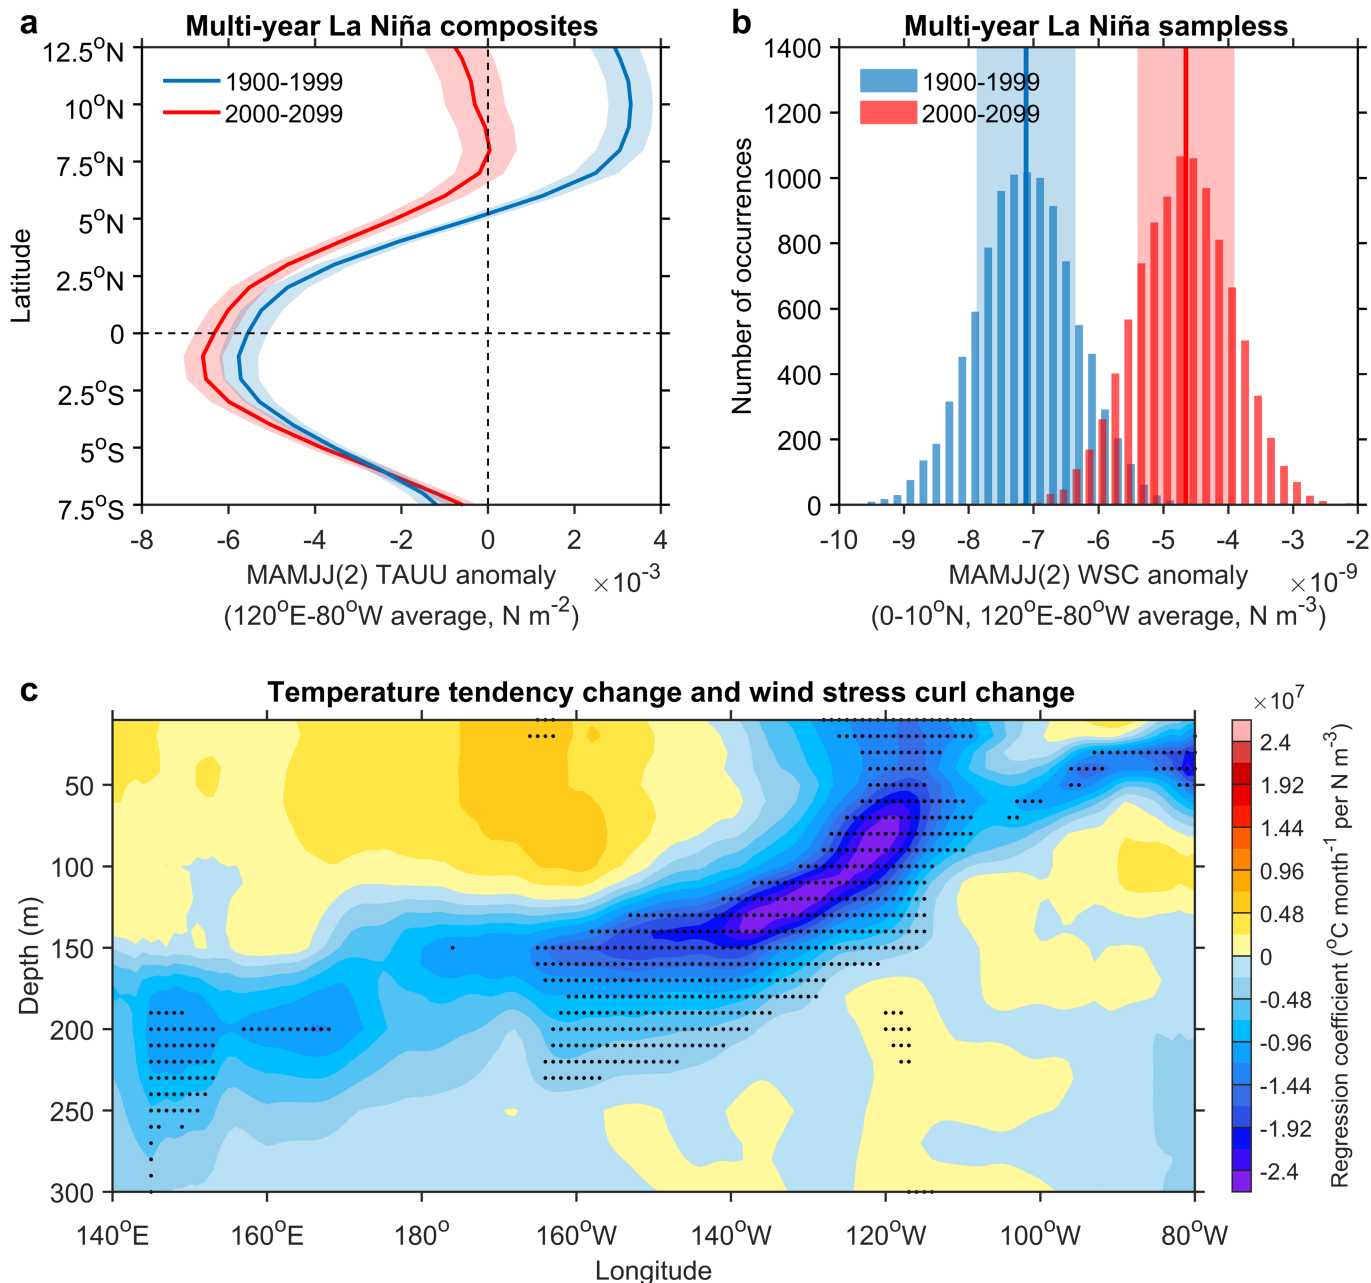 a
Multi-year La Niña composites
12.5°N
10°N
7.5°N
5°N
2.5°N
0
2.5°S
5°S
7.5°S
Latitude
1900-1999
2000-2099
-8 -6 -4 -2 0 2 4
MAMJJ(2) TAUU anomaly ×10⁻³
(120°E-80°W average, N m⁻²)
b
Multi-year La Niña sampless
1400
1200
1000
800
600
400
200
0
Number of occurrences
1900-1999
2000-2099
-10 -9 -8 -7 -6 -5 -4 -3 -2
MAMJJ(2) WSC anomaly ×10⁻⁹
(0-10°N, 120°E-80°W average, N m⁻³)
c
Temperature tendency change and wind stress curl change
50
100
150
200
250
300
Depth (m)
140°E 160°E 180° 160°W 140°W 120°W 100°W 80°W
Longitude
×10⁷
2.4
1.92
1.44
0.96
0.48
0
-0.48
-0.96
-1.44
-1.92
-2.4
Regression coefficient (°C month⁻¹ per N m⁻³)